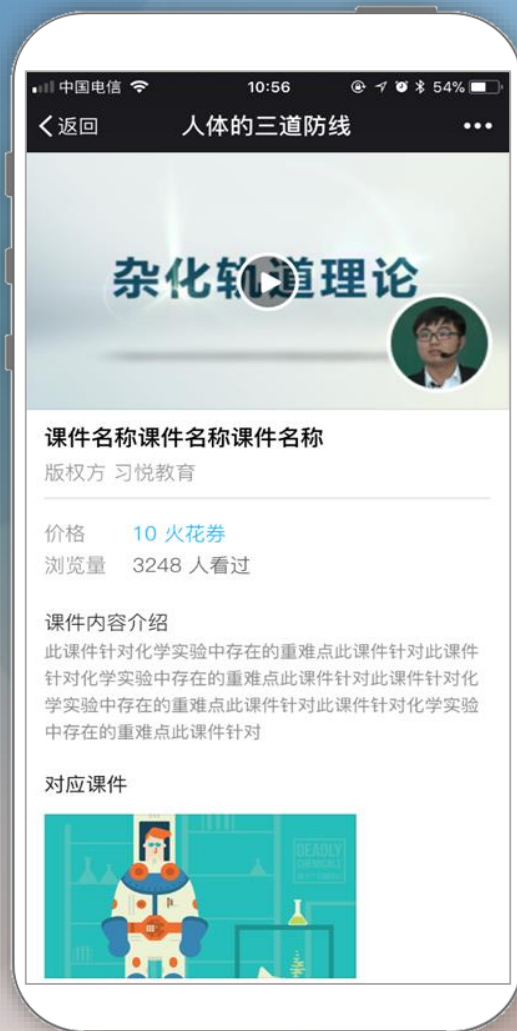 中国电信
10:56
54%
返回
人体的三道防线
杂化轨道理论
课件名称课件名称课件名称
版权方 习悦教育
价格 10 火花券
浏览量 3248 人看过
课件内容介绍
此课件针对化学实验中存在的重难点此课件针对此课件
针对化学实验中存在的重难点此课件针对此课件针对化
学实验中存在的重难点此课件针对此课件针对化学实验
中存在的重难点此课件针对
对应课件
DEADLY
CHEMICALS